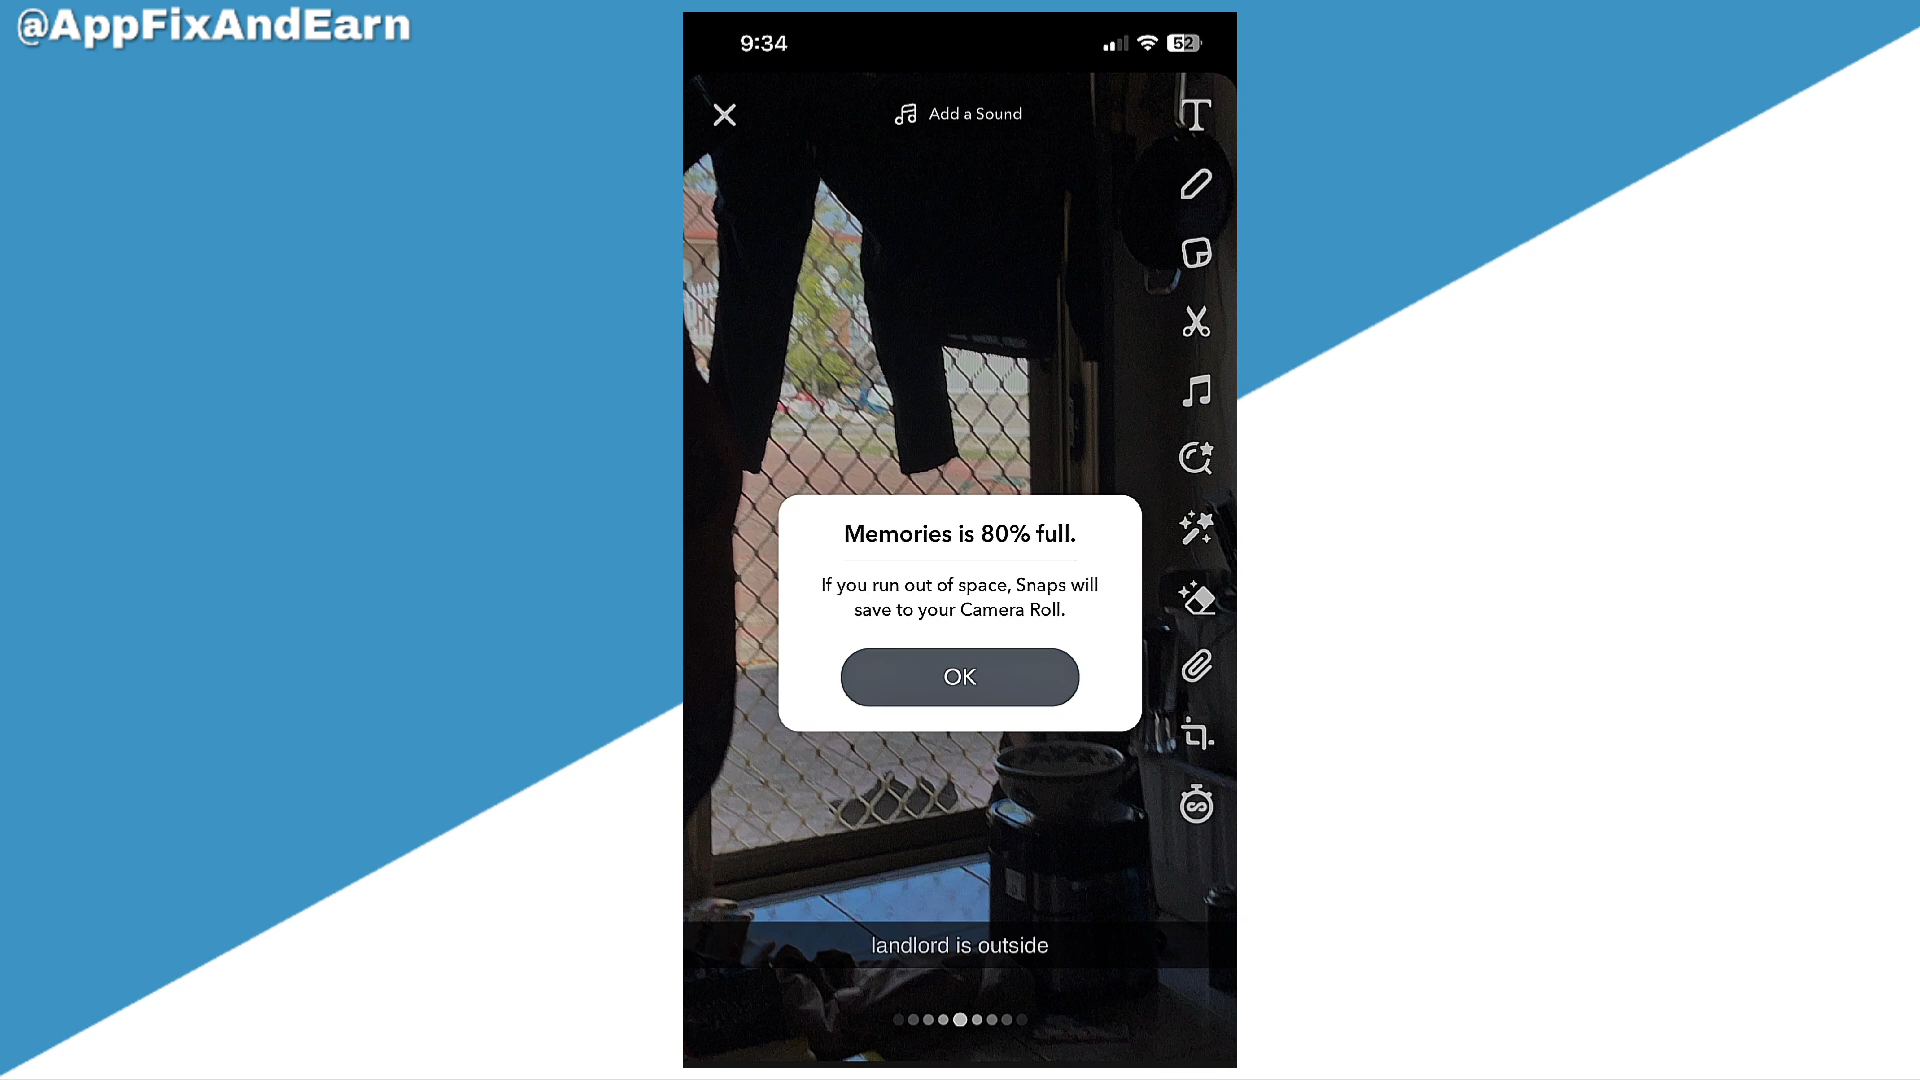 @AppFixAndEarn
9:34
52
Add a Sound
T
Memories is 80% full.
If you run out of space, Snaps will
save to your Camera Roll.
OK
landlord is outside